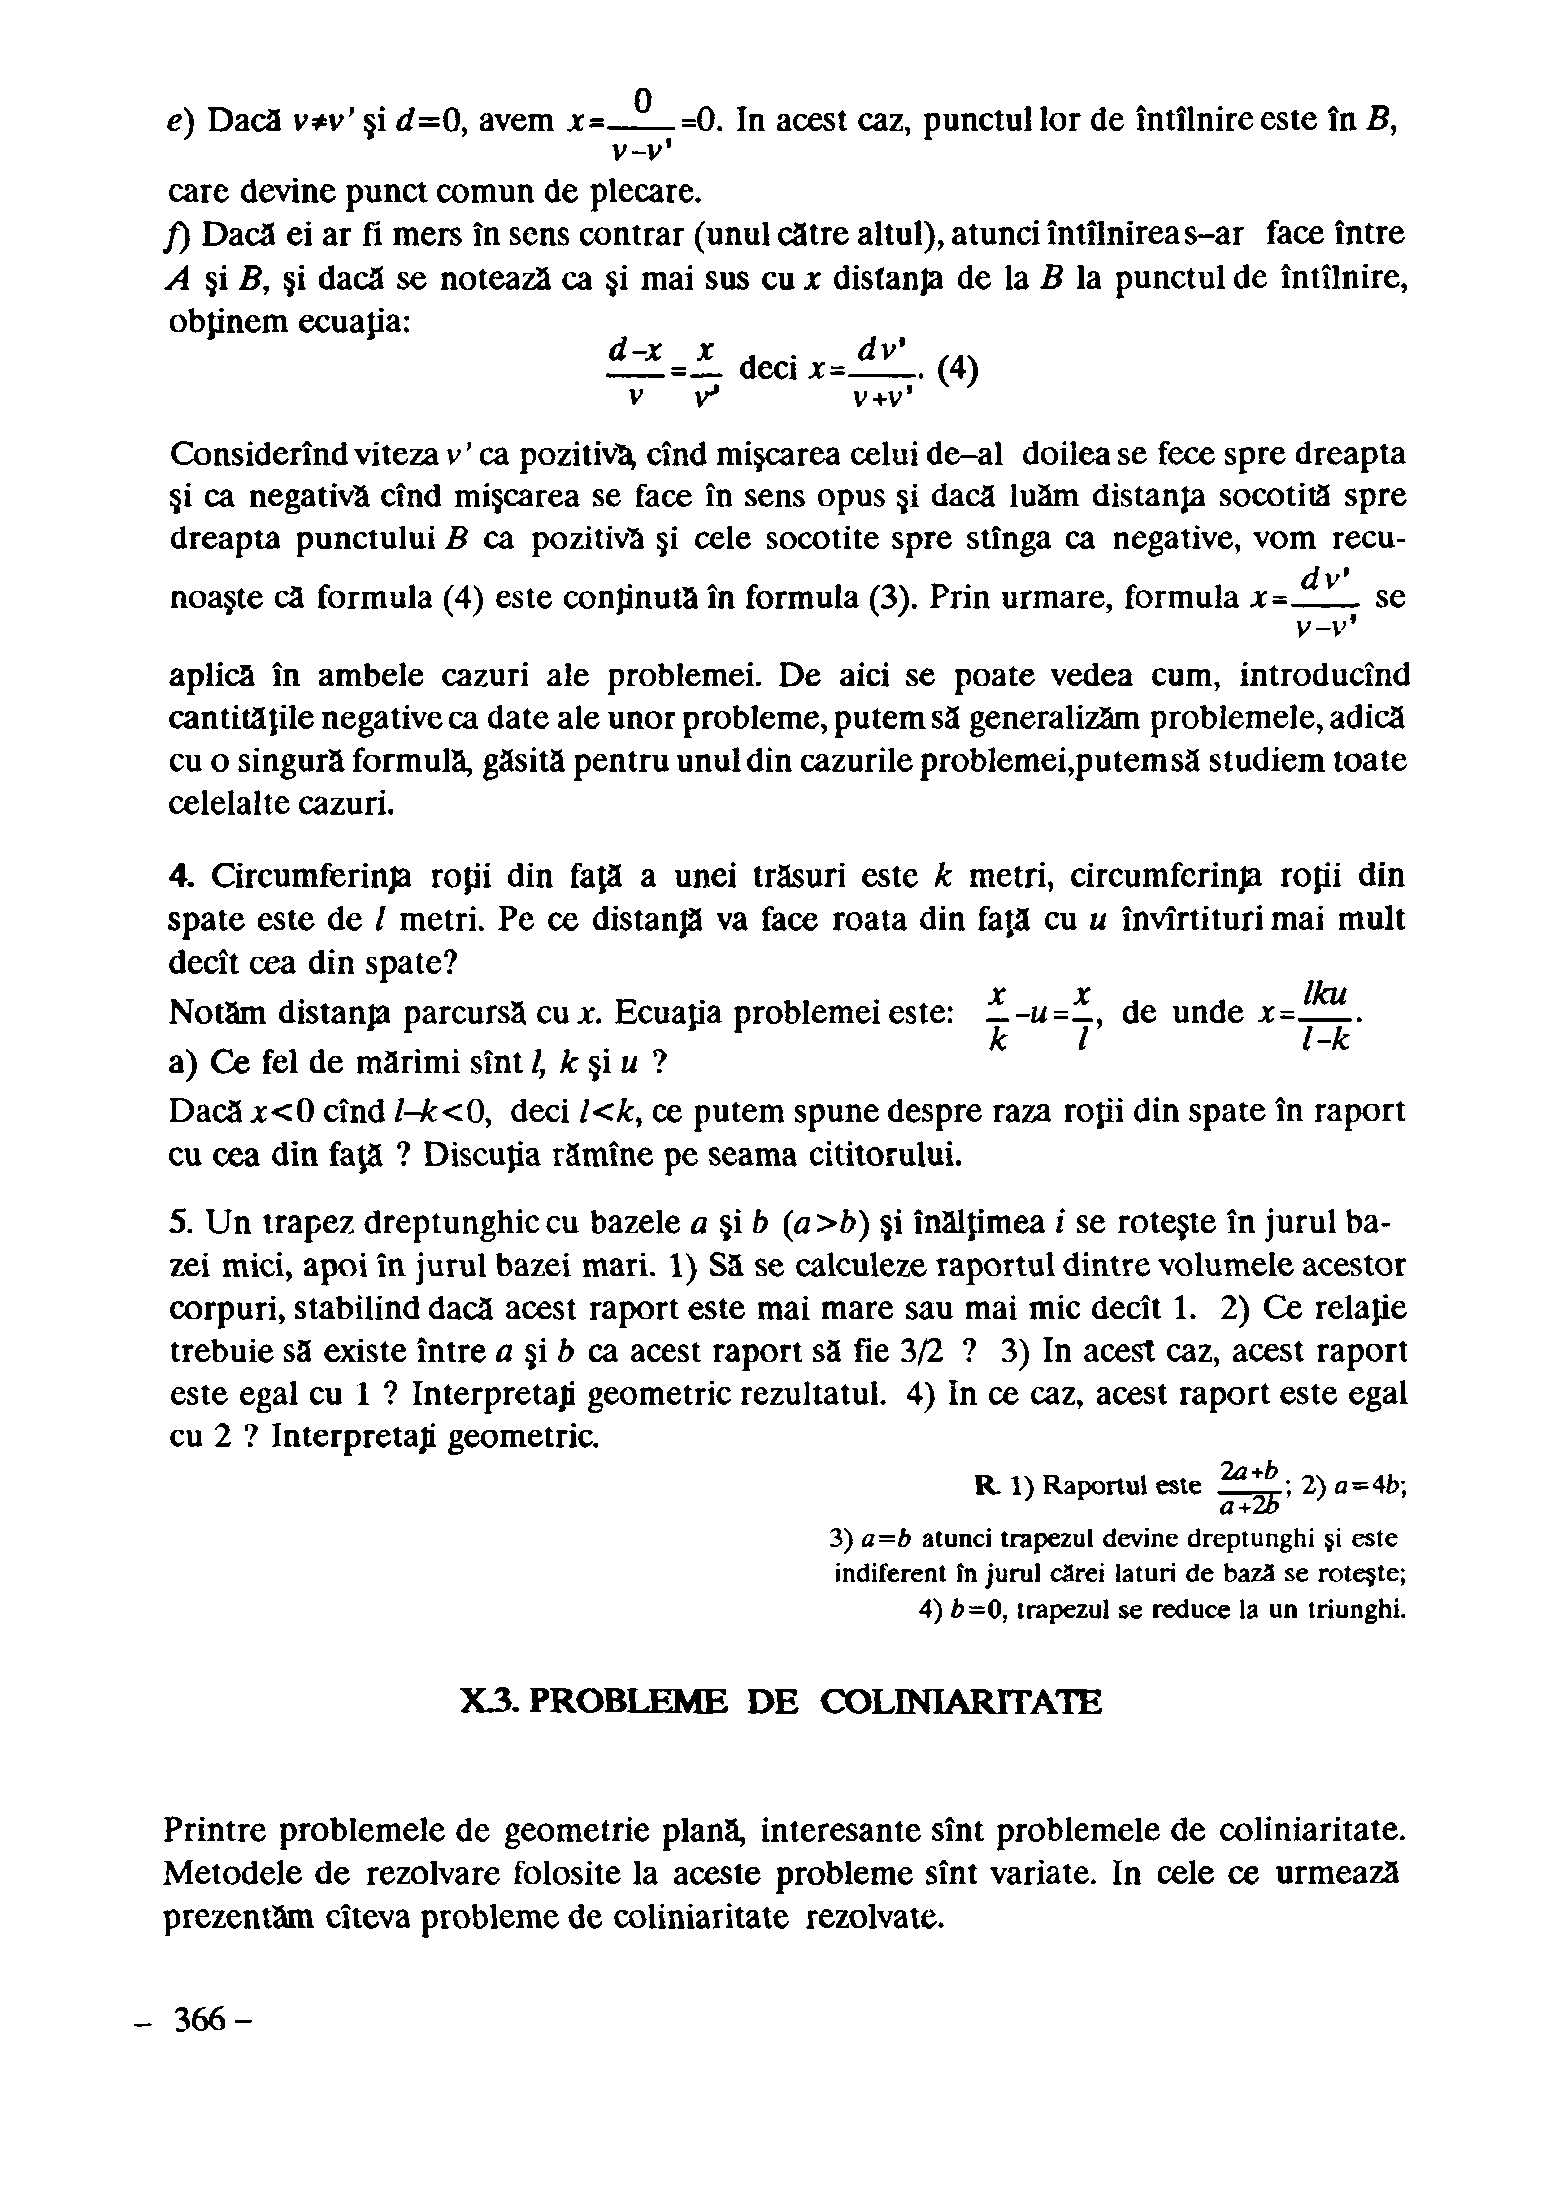 e) Dacă v≠v' şi d=0, avem x=0/(v-v')=0. In acest caz, punctul lor de întîlnire este în B,
care devine punct comun de plecare.
f) Dacă ei ar fi mers în sens contrar (unul către altul), atunci întîlnirea s-ar face între
A şi B, şi dacă se notează ca şi mai sus cu x distanţa de la B la punctul de întîlnire,
obţinem ecuaţia:
(d-x)/v = x/v' deci x=dv'/(v+v'). (4)
Considerînd viteza v' ca pozitivă, cînd mişcarea celui de-al doilea se fece spre dreapta
şi ca negativă cînd mişcarea se face în sens opus şi dacă luăm distanţa socotită spre
dreapta punctului B ca pozitivă şi cele socotite spre stînga ca negative, vom recu-
noaşte că formula (4) este conţinută în formula (3). Prin urmare, formula x=dv'/(v-v') se
aplică în ambele cazuri ale problemei. De aici se poate vedea cum, introducînd
cantităţile negative ca date ale unor probleme, putem să generalizăm problemele, adică
cu o singură formulă, găsită pentru unul din cazurile problemei,putem să studiem toate
celelalte cazuri.
4. Circumferinţa roţii din faţă a unei trăsuri este k metri, circumferinţa roţii din
spate este de l metri. Pe ce distanţă va face roata din faţă cu u învîrtituri mai mult
decît cea din spate?
Notăm distanţa parcursă cu x. Ecuaţia problemei este: x/k-u=x/l, de unde x=lku/(l-k).
a) Ce fel de mărimi sînt l, k şi u ?
Dacă x<0 cînd l-k<0, deci l<k, ce putem spune despre raza roţii din spate în raport
cu cea din faţă ? Discuţia rămîne pe seama cititorului.
5. Un trapez dreptunghic cu bazele a şi b (a>b) şi înălţimea i se roteşte în jurul ba-
zei mici, apoi în jurul bazei mari. 1) Să se calculeze raportul dintre volumele acestor
corpuri, stabilind dacă acest raport este mai mare sau mai mic decît 1. 2) Ce relaţie
trebuie să existe între a şi b ca acest raport să fie 3/2 ? 3) In acest caz, acest raport
este egal cu 1 ? Interpretaţi geometric rezultatul. 4) In ce caz, acest raport este egal
cu 2 ? Interpretaţi geometric.
R. 1) Raportul este (2a+b)/(a+2b); 2) a=4b;
3) a=b atunci trapezul devine dreptunghi şi este
indiferent în jurul cărei laturi de bază se roteşte;
4) b=0, trapezul se reduce la un triunghi.
X.3. PROBLEME DE COLINIARITATE
Printre problemele de geometrie plană, interesante sînt problemele de coliniaritate.
Metodele de rezolvare folosite la aceste probleme sînt variate. In cele ce urmează
prezentăm cîteva probleme de coliniaritate rezolvate.
- 366 -